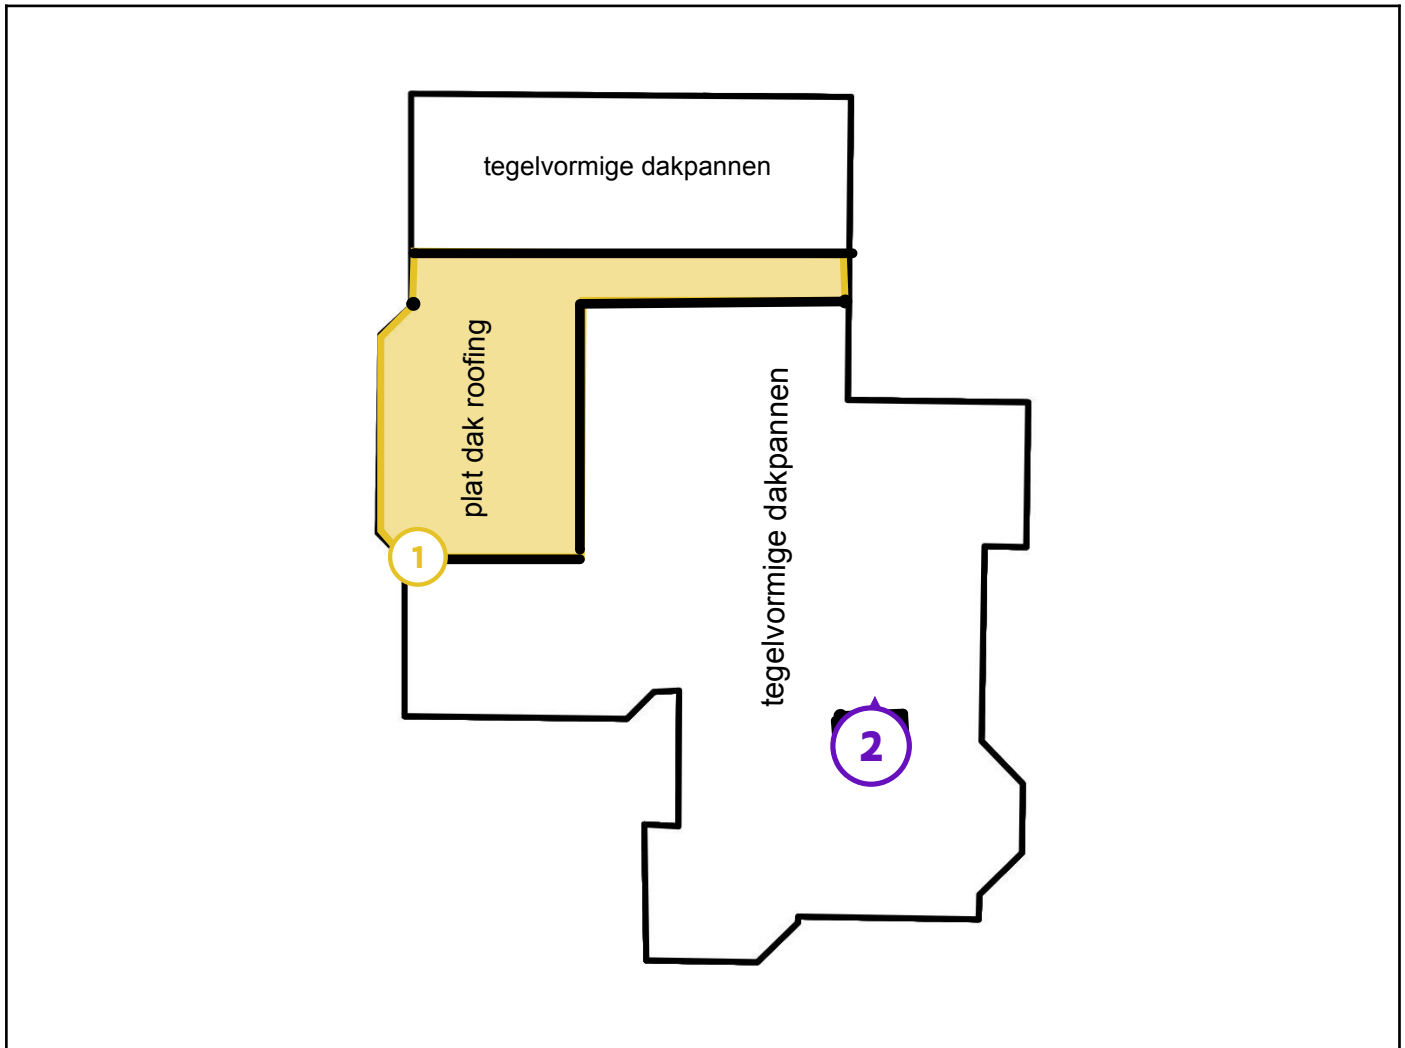 tegelvormige dakpannen
plat dak roofing
tegelvormige dakpannen
1
2